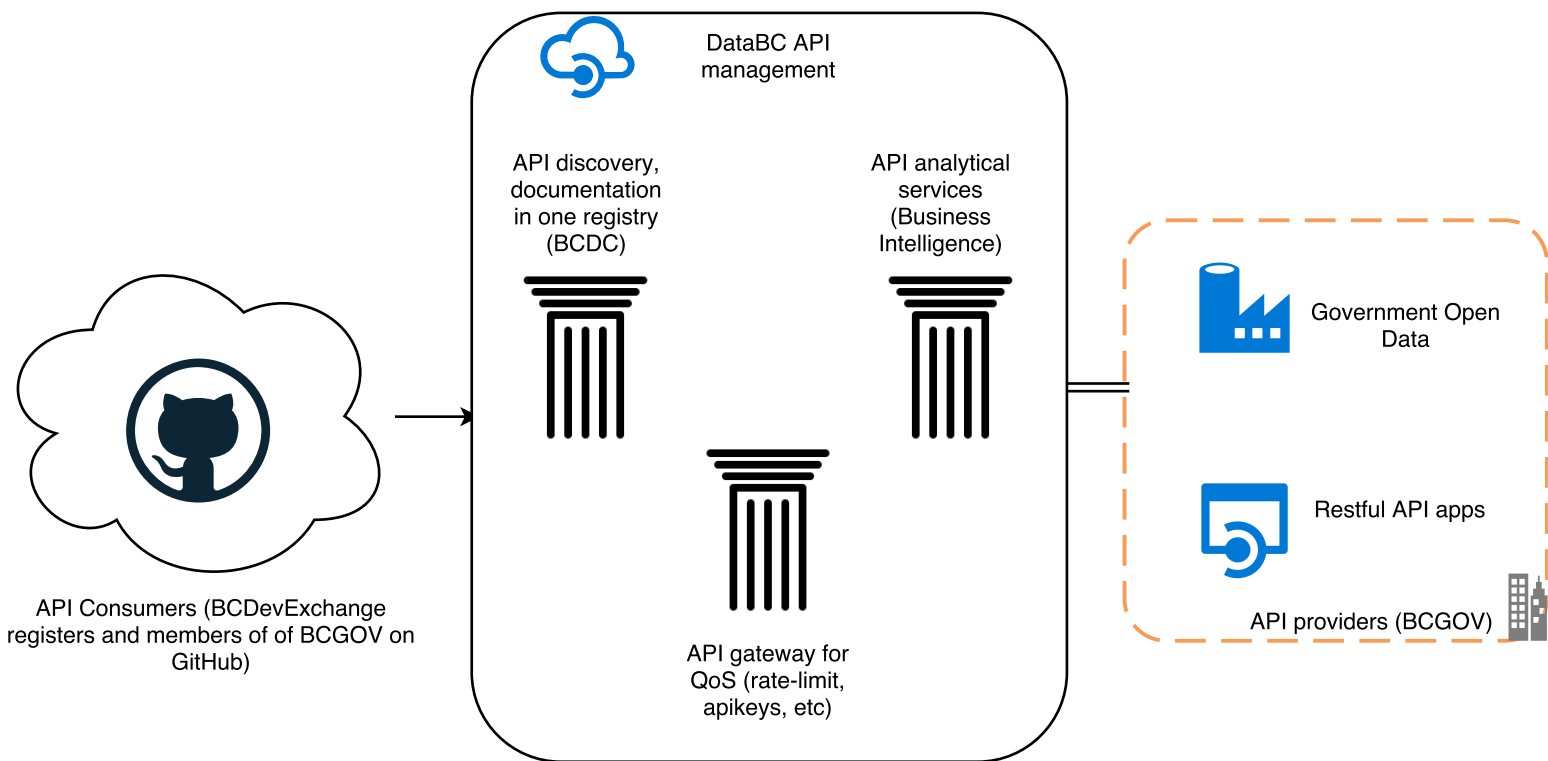 DataBC API
management
API discovery,
documentation
in one registry
(BCDC)
API analytical
services
(Business
Intelligence)
Government Open
Data
Restful API apps
API providers (BCGOV)
API Consumers (BCDevExchange
registers and members of of BCGOV on
GitHub)
API gateway for
QoS (rate-limit,
apikeys, etc)